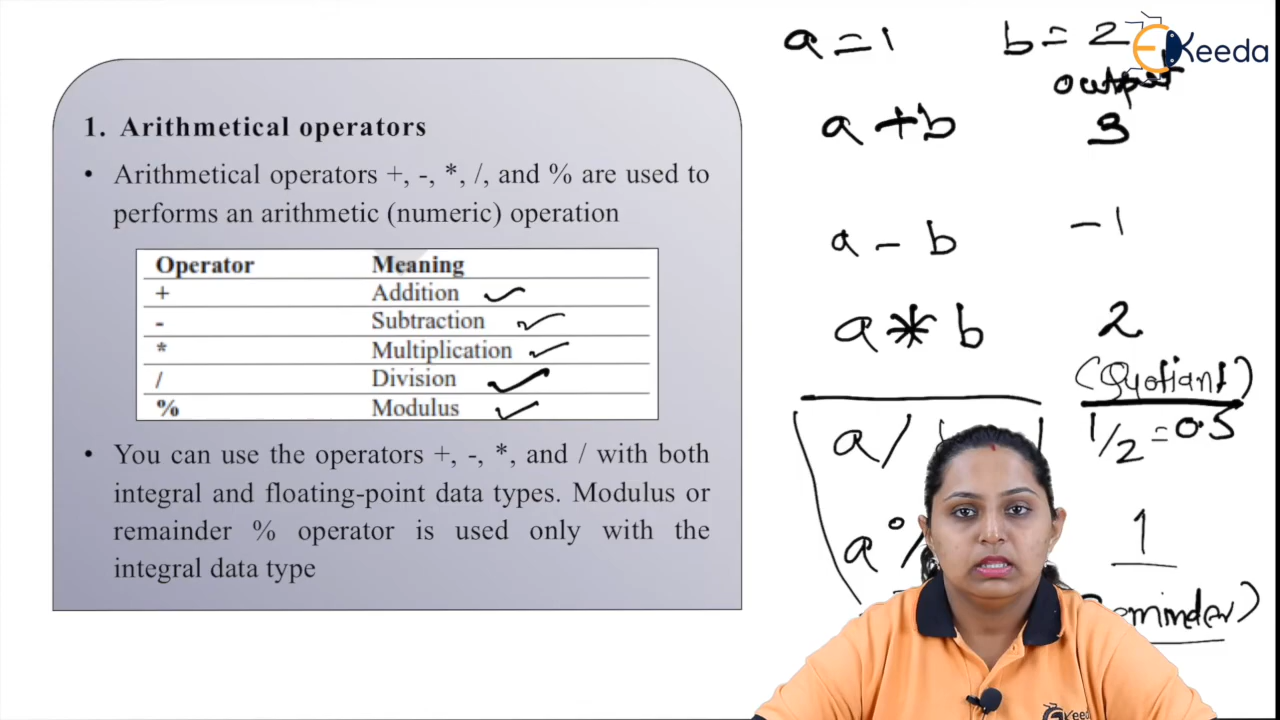 a = 1
b = 2
EKeeda
output
1. Arithmetical operators
a + b
3
• Arithmetical operators +, -, *, /, and % are used to
performs an arithmetic (numeric) operation
a - b
-1
Operator Meaning
+ Addition
- Subtraction
* Multiplication
/ Division
% Modulus
a * b
2
(Quotiant)
a/
1/2 = 0.5
• You can use the operators +, -, *, and / with both
integral and floating-point data types. Modulus or
remainder % operator is used only with the
integral data type
a %
1
eminder)
Keeda